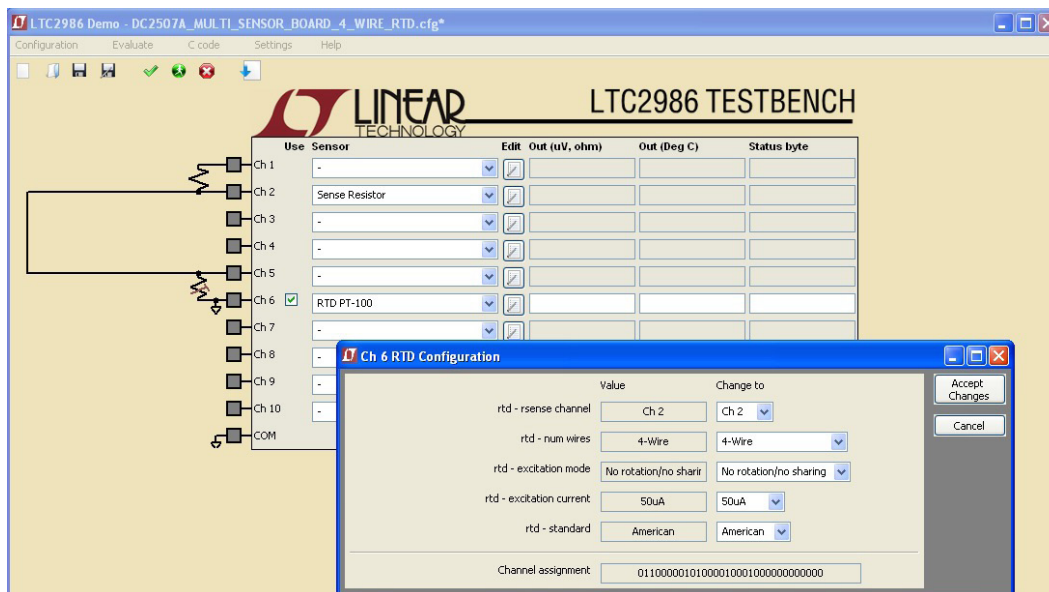 LTC2986 Demo - DC2507A_MULTI_SENSOR_BOARD_4_WIRE_RTD.cfg*
Configuration Evaluate C code Settings Help
LINEAR TECHNOLOGY
LTC2986 TESTBENCH
Use Sensor Edit Out (uV, ohm) Out (Deg C) Status byte
Ch 1 -
Ch 2 Sense Resistor
Ch 3 -
Ch 4 -
Ch 5 -
Ch 6 RTD PT-100
Ch 7 -
Ch 8 -
Ch 9 -
Ch 10 -
COM
Ch 6 RTD Configuration
Value Change to
rtd - rsense channel Ch 2 Ch 2
rtd - num wires 4-Wire 4-Wire
rtd - excitation mode No rotation/no sharir No rotation/no sharing
rtd - excitation current 50uA 50uA
rtd - standard American American
Channel assignment
Accept Changes
Cancel